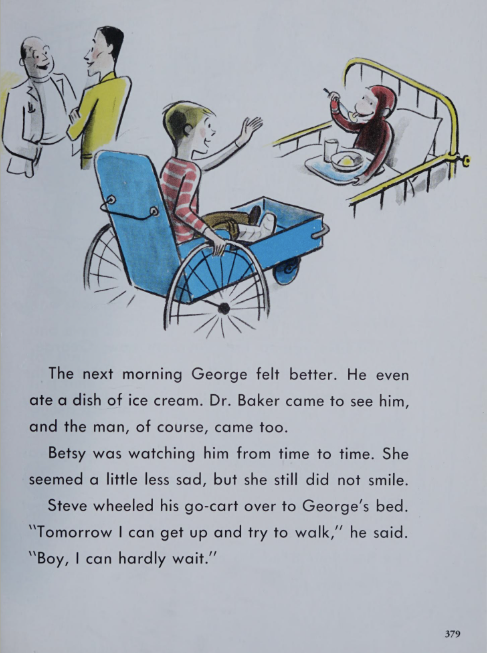 The next morning George felt better. He even
ate a dish of ice cream. Dr. Baker came to see him,
and the man, of course, came too.
Betsy was watching him from time to time. She
seemed a little less sad, but she still did not smile.
Steve wheeled his go-cart over to George's bed.
"Tomorrow I can get up and try to walk," he said.
"Boy, I can hardly wait."
379